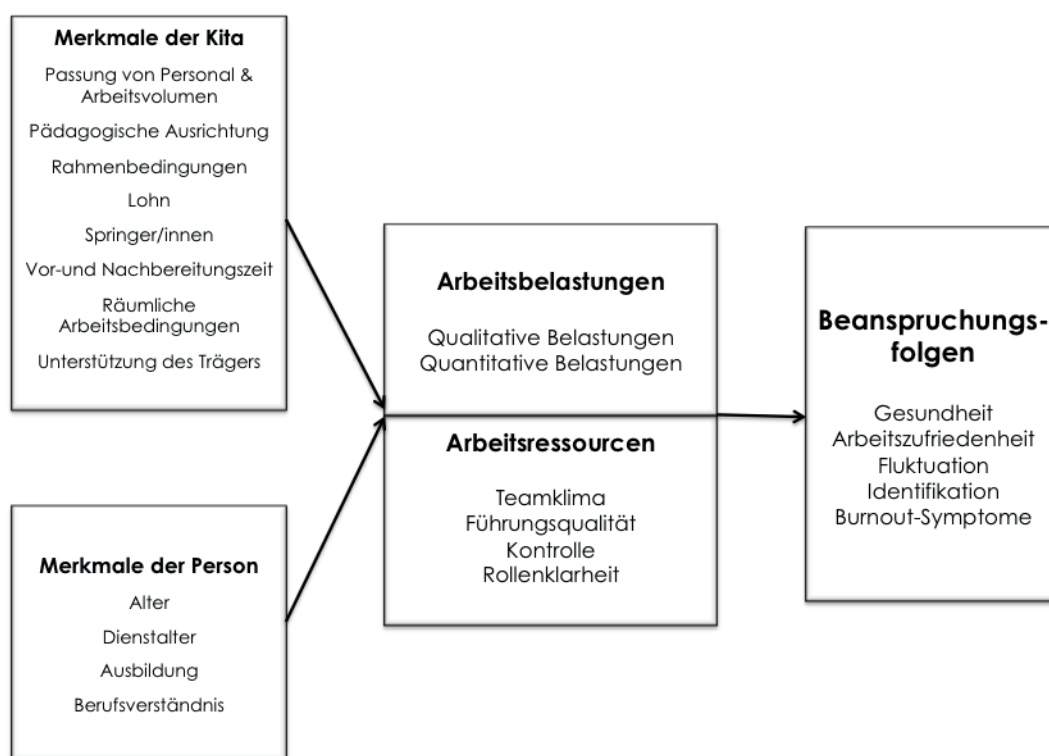 Merkmale der Kita
Passung von Personal &
Arbeitsvolumen
Pädagogische Ausrichtung
Rahmenbedingungen
Lohn
Springer/innen
Vor-und Nachbereitungszeit
Räumliche
Arbeitsbedingungen
Unterstützung des Trägers
Merkmale der Person
Alter
Dienstalter
Ausbildung
Berufsverständnis
Arbeitsbelastungen
Qualitative Belastungen
Quantitative Belastungen
Arbeitsressourcen
Teamklima
Führungsqualität
Kontrolle
Rollenklarheit
Beanspruchungs-
folgen
Gesundheit
Arbeitszufriedenheit
Fluktuation
Identifikation
Burnout-Symptome